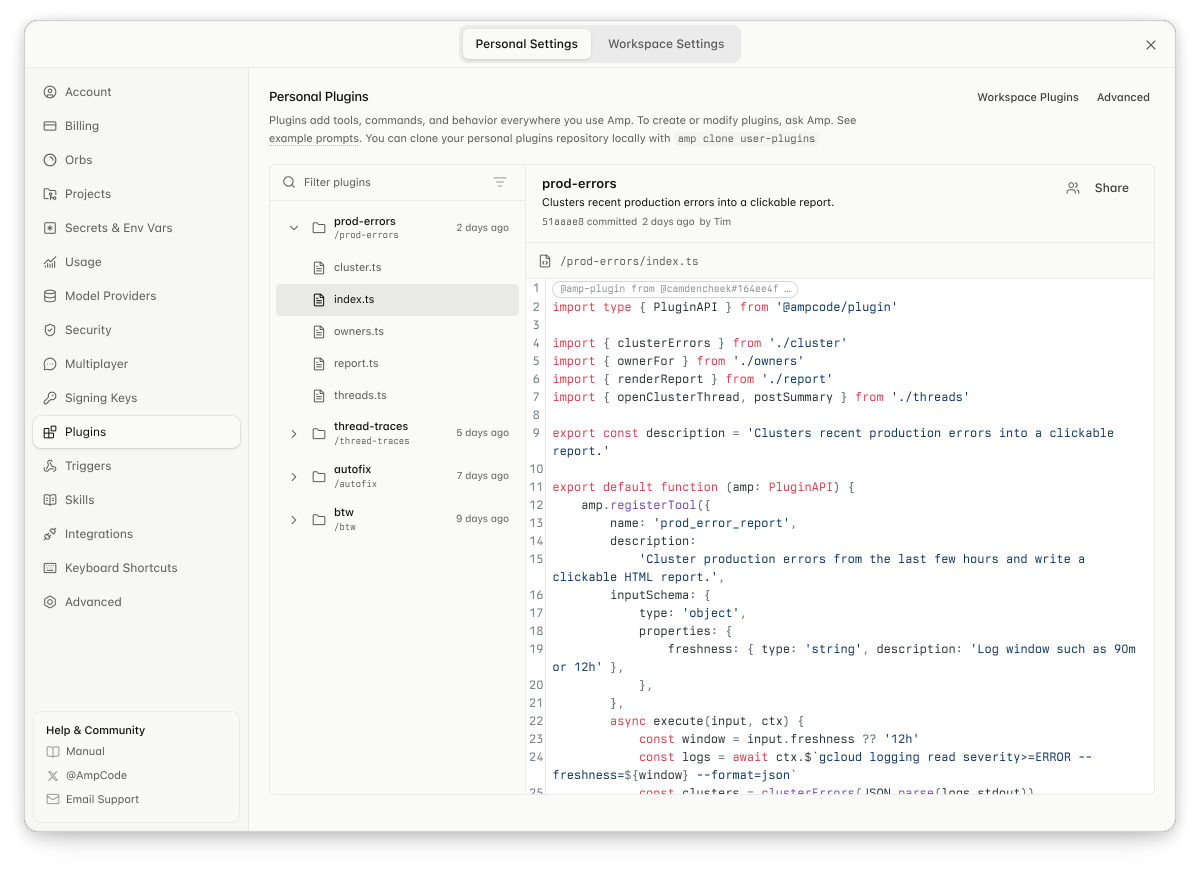 Personal Settings
Workspace Settings
Account
Billing
Orbs
Projects
Secrets & Env Vars
Usage
Model Providers
Security
Multiplayer
Signing Keys
Plugins
Triggers
Skills
Integrations
Keyboard Shortcuts
Advanced
Help & Community
Manual
@AmpCode
Email Support
Personal Plugins
Workspace Plugins
Advanced
Plugins add tools, commands, and behavior everywhere you use Amp. To create or modify plugins, ask Amp. See
example prompts. You can clone your personal plugins repository locally with amp clone user-plugins
Filter plugins
prod-errors
/prod-errors
2 days ago
cluster.ts
index.ts
owners.ts
report.ts
threads.ts
thread-traces
/thread-traces
5 days ago
autofix
/autofix
7 days ago
btw
/btw
9 days ago
prod-errors
Share
Clusters recent production errors into a clickable report.
51aaae8 committed 2 days ago by Tim
/prod-errors/index.ts
1 @amp-plugin from @camdencheek#164ee4f …
2 import type { PluginAPI } from '@ampcode/plugin'
3
4 import { clusterErrors } from './cluster'
5 import { ownerFor } from './owners'
6 import { renderReport } from './report'
7 import { openClusterThread, postSummary } from './threads'
8
9 export const description = 'Clusters recent production errors into a clickable
report.'
10
11 export default function (amp: PluginAPI) {
12 amp.registerTool({
13 name: 'prod_error_report',
14 description:
15 'Cluster production errors from the last few hours and write a
clickable HTML report.',
16 inputSchema: {
17 type: 'object',
18 properties: {
19 freshness: { type: 'string', description: 'Log window such as 90m
or 12h' },
20 },
21 },
22 async execute(input, ctx) {
23 const window = input.freshness ?? '12h'
24 const logs = await ctx.$`gcloud logging read severity>=ERROR --
freshness=${window} --format=json`
25 const clusters = clusterErrors(JSON.parse(logs.stdout))